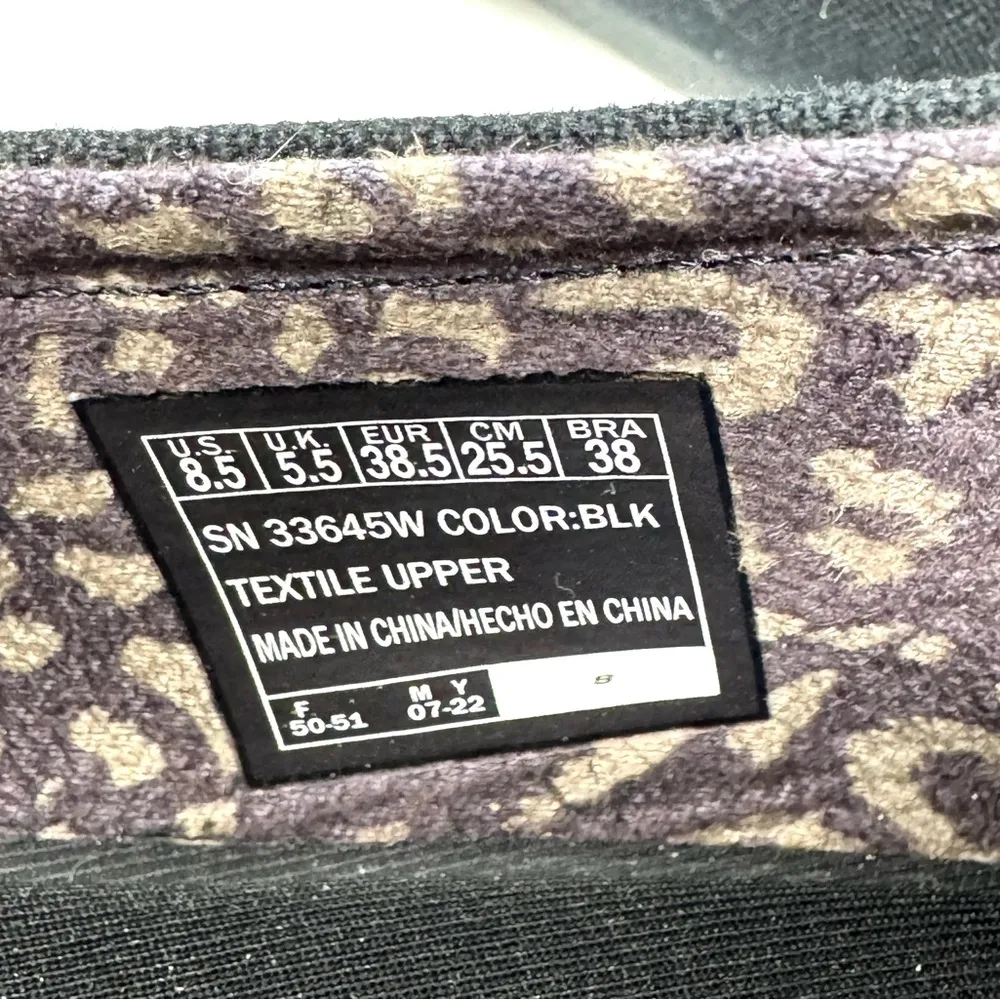 U.S. U.K. EUR CM BRA
8.5 5.5 38.5 25.5 38
SN 33645W COLOR:BLK
TEXTILE UPPER
MADE IN CHINA/HECHO EN CHINA
F M Y
50-51 07-22